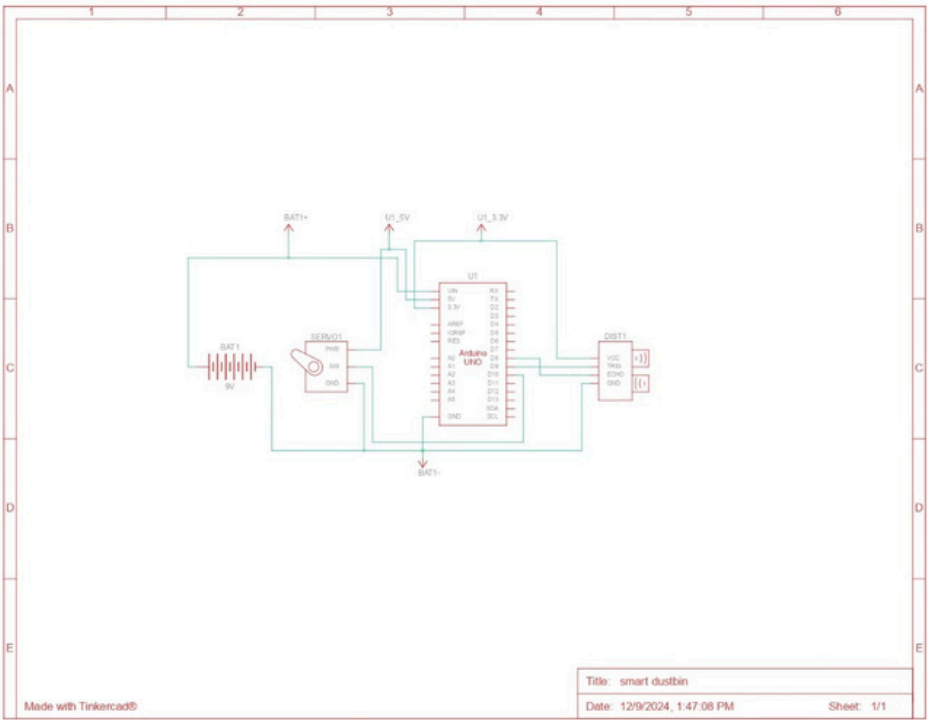 1 2 3 4 5 6
A A
B B
BAT1+ U1_5V U1_3.3V
U1
VIN RX
5V TX
3.3V D2
D3
AREF D4
IOREF D5
RES D6
D7
A0 D8
A1 D9
A2 D10
A3 D11
A4 D12
A5 D13
SDA
GND SCL
Arduino
UNO
C C
BAT1
9V
SERVO1
PWR
SIG
GND
DIST1
VCC
TRIG
ECHO
GND
BAT1-
D D
E E
Title: smart dustbin
Made with Tinkercad®
Date: 12/9/2024, 1:47:08 PM Sheet: 1/1